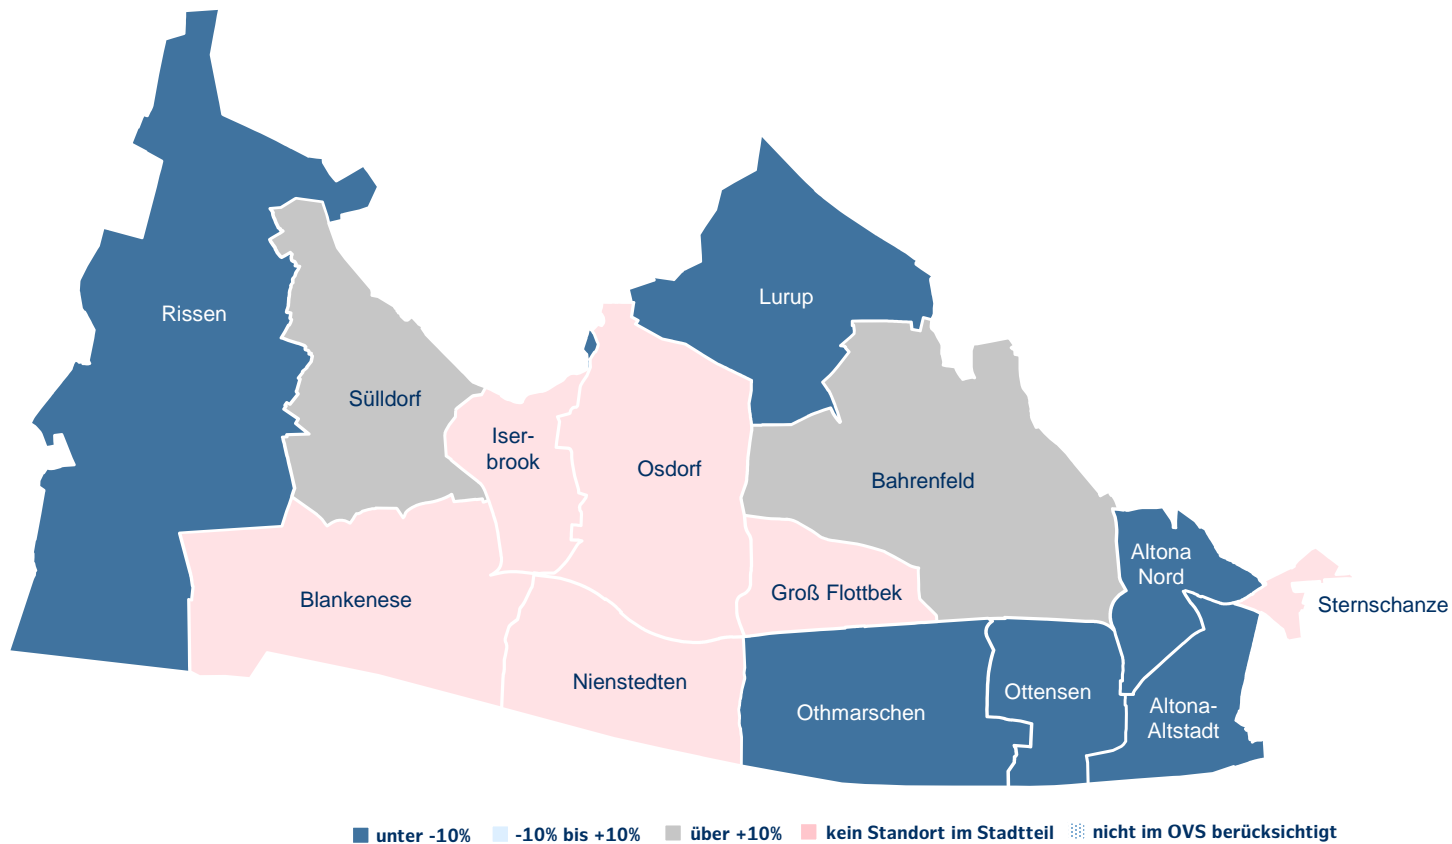 Rissen
Lurup
Sülldorf
Iser-
brook
Osdorf
Bahrenfeld
Altona
Nord
Groß Flottbek
Blankenese
Sternschanze
Nienstedten
Othmarschen
Ottensen
Altona-
Altstadt
unter -10% -10% bis +10% über +10% kein Standort im Stadtteil nicht im OVS berücksichtigt